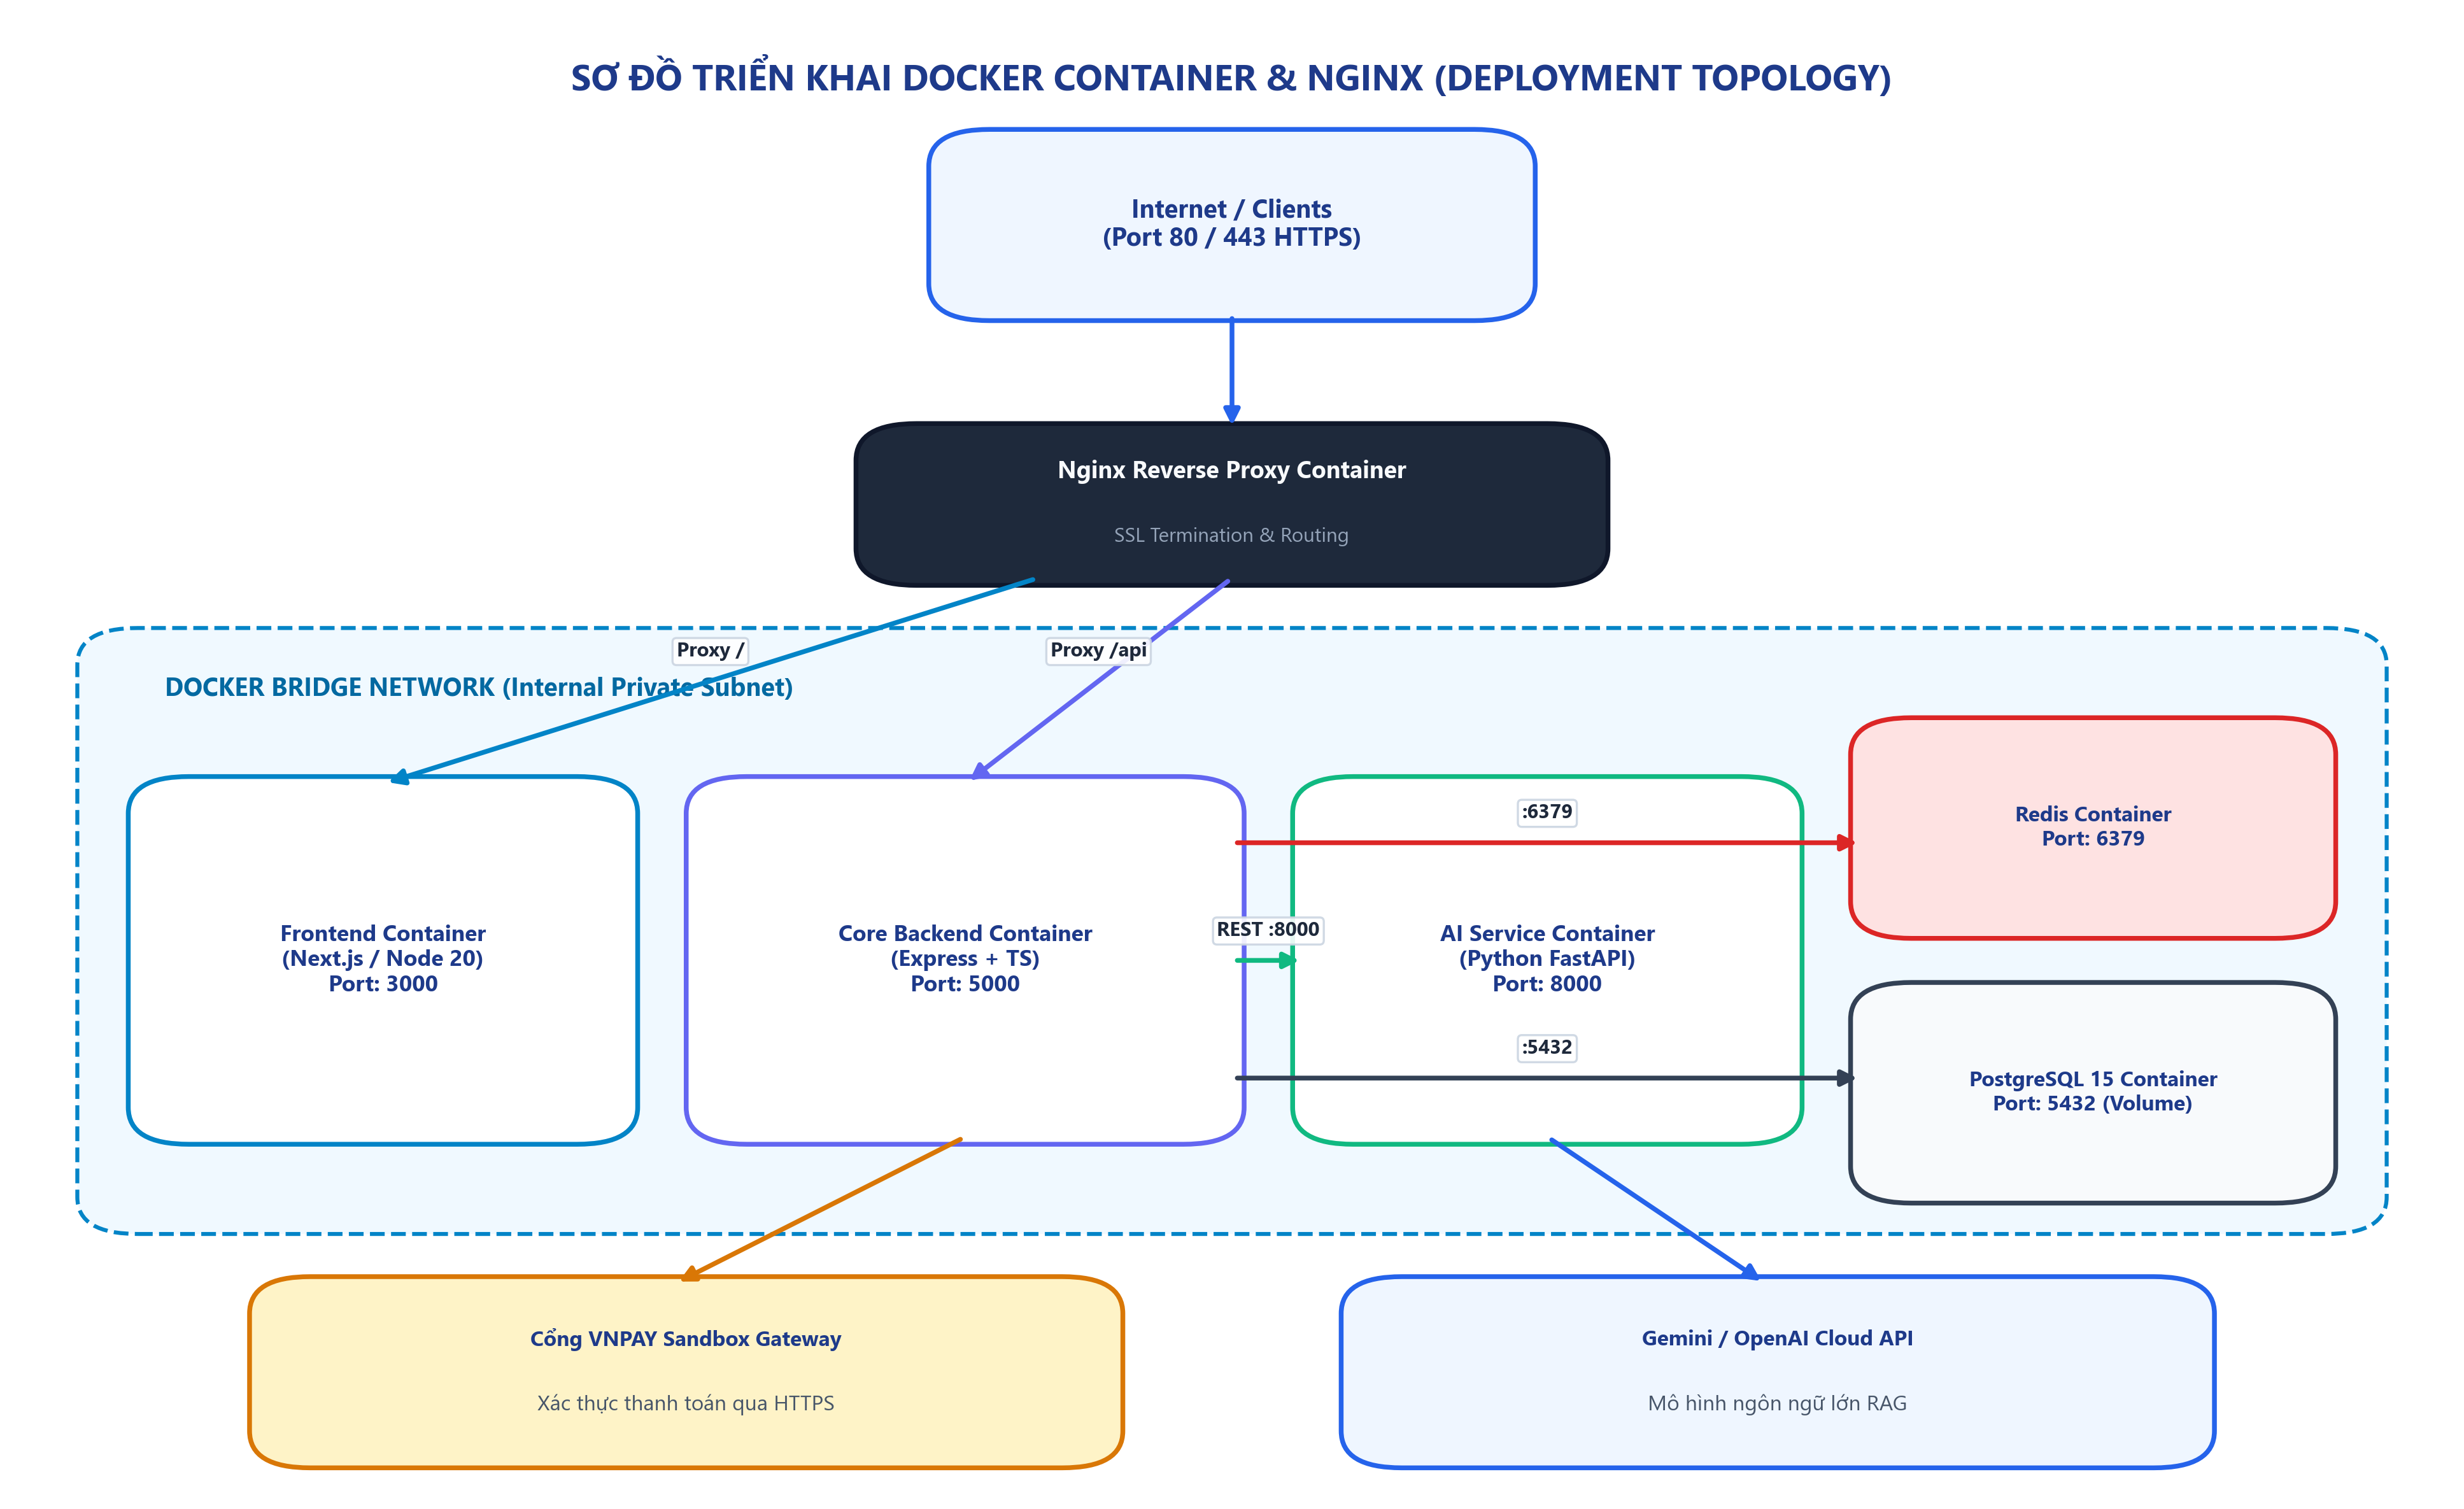 SƠ ĐỒ TRIỂN KHAI DOCKER CONTAINER & NGINX (DEPLOYMENT TOPOLOGY)
Internet / Clients
(Port 80 / 443 HTTPS)
Nginx Reverse Proxy Container
SSL Termination & Routing
Proxy /
Proxy /api
DOCKER BRIDGE NETWORK (Internal Private Subnet)
Frontend Container
(Next.js / Node 20)
Port: 3000
Core Backend Container
(Express + TS)
Port: 5000
REST :8000
:6379
AI Service Container
(Python FastAPI)
Port: 8000
:5432
Redis Container
Port: 6379
PostgreSQL 15 Container
Port: 5432 (Volume)
Cổng VNPAY Sandbox Gateway
Xác thực thanh toán qua HTTPS
Gemini / OpenAI Cloud API
Mô hình ngôn ngữ lớn RAG